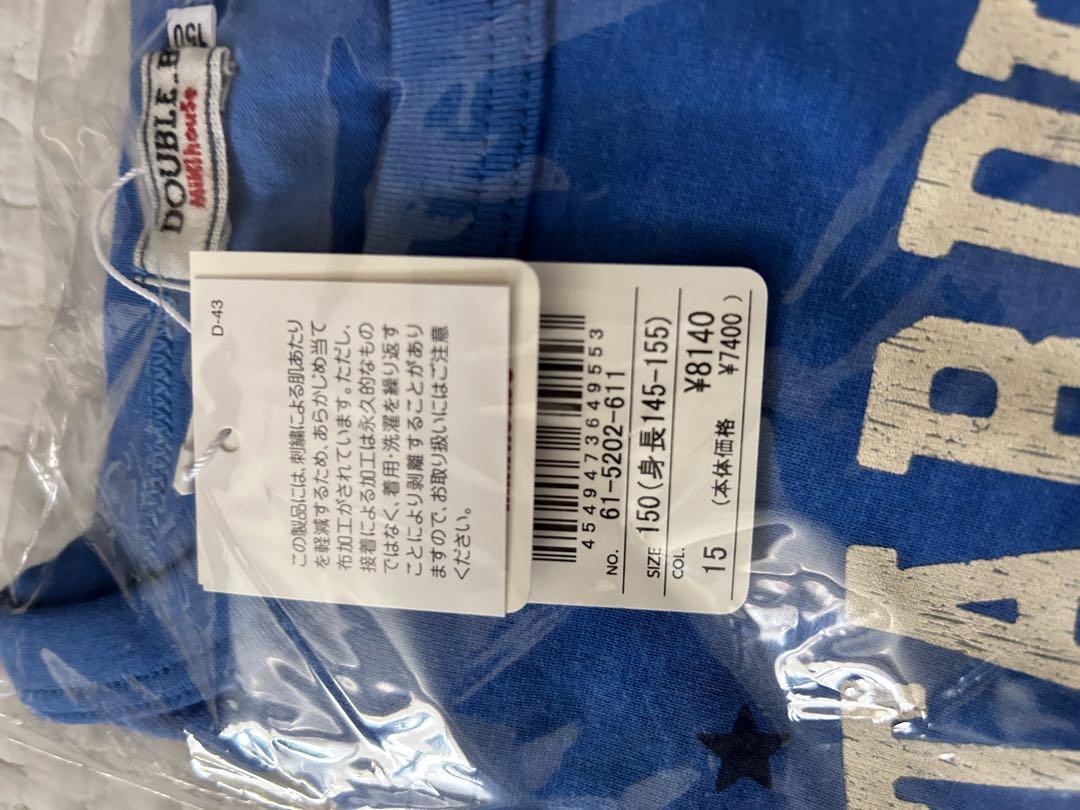 150
DOUBLE_B
MIKIhOUSE
D-43
この製品には、刺繍による肌あたり
を軽減するため、あらかじめ当て
布加工がされています。ただし、
接着による加工は永久的なもの
ではなく、着用・洗濯を繰り返す
ことにより剥離することがあり
ますので、お取り扱いにはご注意
ください。
4549473649553
NO. 61-5202-611
SIZE 150(身長145-155)
COL.
15 ¥8140
(本体価格 ¥7400)